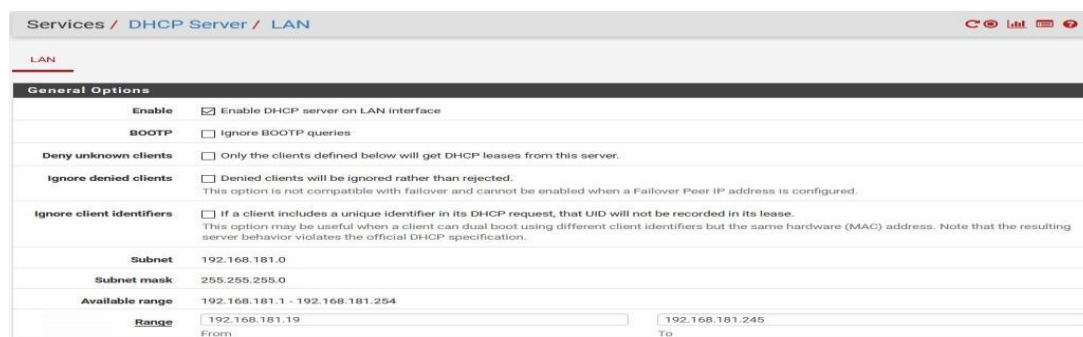 Services / DHCP Server / LAN
LAN
General Options
Enable Enable DHCP server on LAN interface
BOOTP Ignore BOOTP queries
Deny unknown clients Only the clients defined below will get DHCP leases from this server.
Ignore denied clients Denied clients will be ignored rather than rejected.
This option is not compatible with failover and cannot be enabled when a Failover Peer IP address is configured.
Ignore client identifiers If a client includes a unique identifier in its DHCP request, that UID will not be recorded in its lease.
This option may be useful when a client can dual boot using different client identifiers but the same hardware (MAC) address. Note that the resulting
server behavior violates the official DHCP specification.
Subnet 192.168.181.0
Subnet mask 255.255.255.0
Available range 192.168.181.1 - 192.168.181.254
Range 192.168.181.19 192.168.181.245
From To